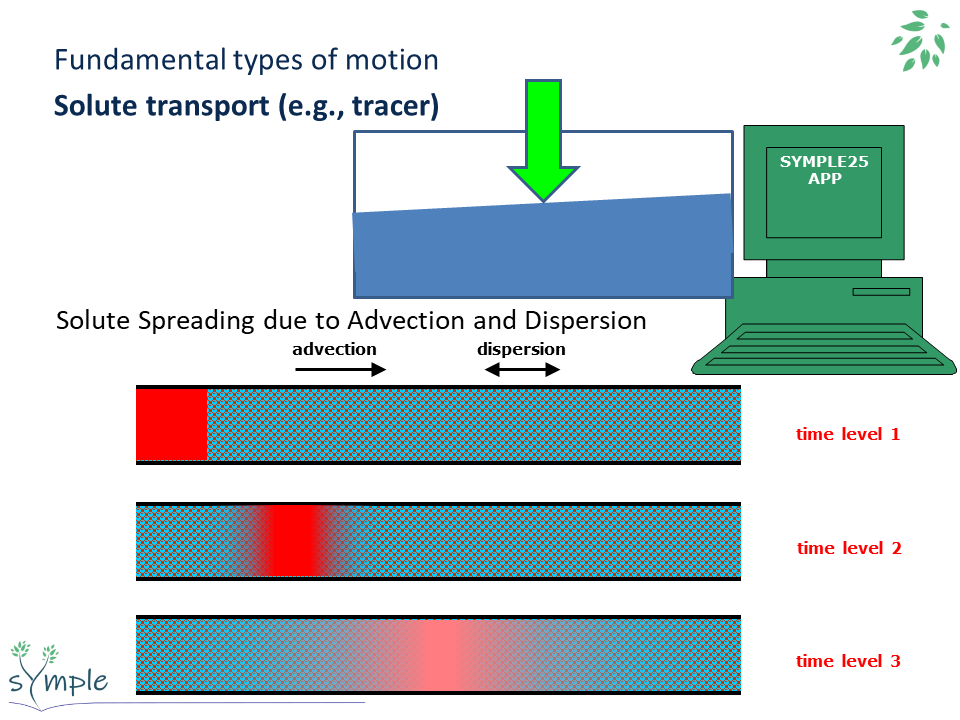 Fundamental types of motion
Solute transport (e.g., tracer)
SYMPLE25
APP
Solute Spreading due to Advection and Dispersion
advection
dispersion
time level 1
time level 2
time level 3
sYmple